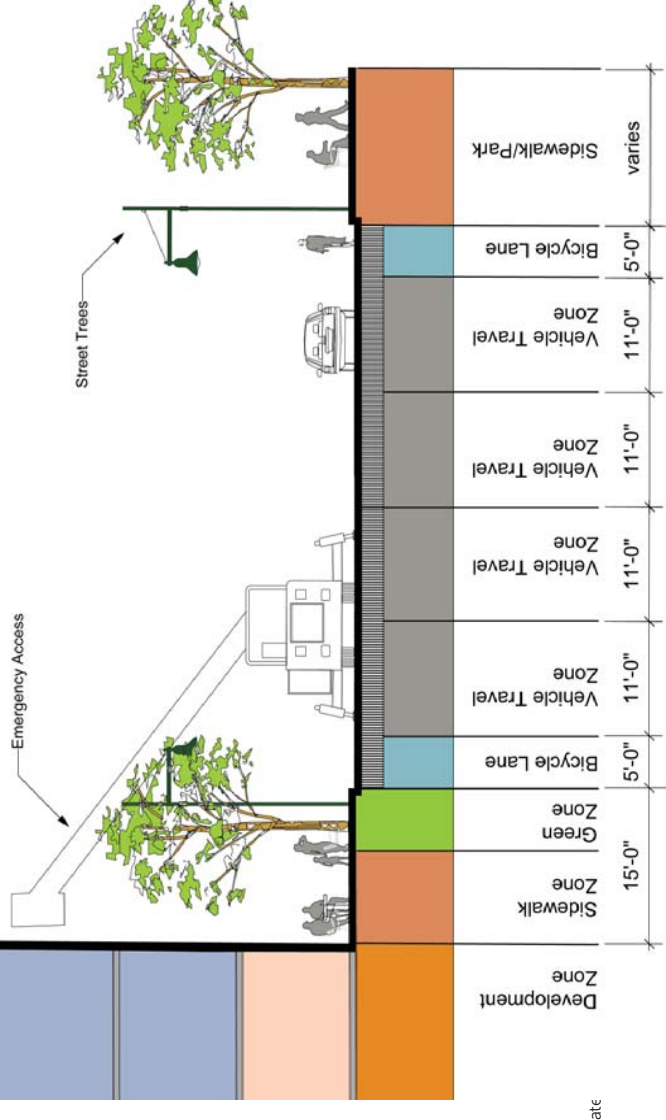 Emergency Access
Street Trees
Development
Zone
Sidewalk
Zone
Green
Zone
Bicycle Lane
Vehicle Travel
Zone
Vehicle Travel
Zone
Vehicle Travel
Zone
Vehicle Travel
Zone
Bicycle Lane
Sidewalk/Park
15'-0"
5'-0"
11'-0"
11'-0"
11'-0"
11'-0"
5'-0"
varies